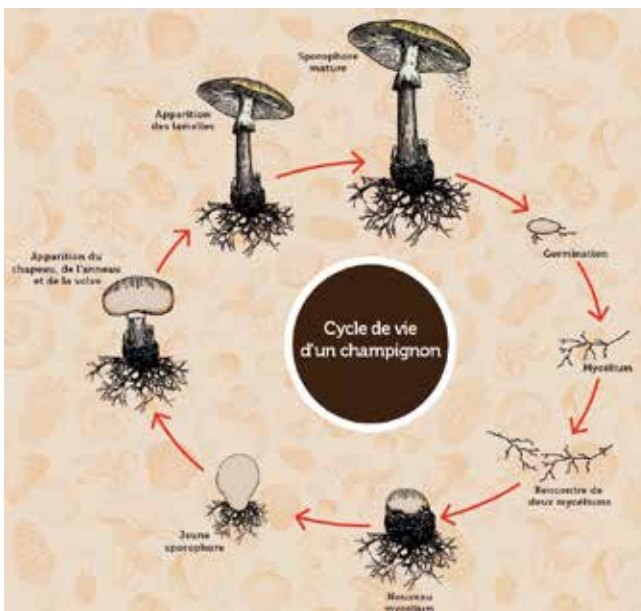 Sporophore
mature
Apparition
des lamelles
Germination
Apparition du
chapeau, de l'anneau
et de la volve
Cycle de vie
d'un champignon
Mycélium
Rencontre de
deux mycéliums
Jeune
sporophore
Nouveau
mycélium